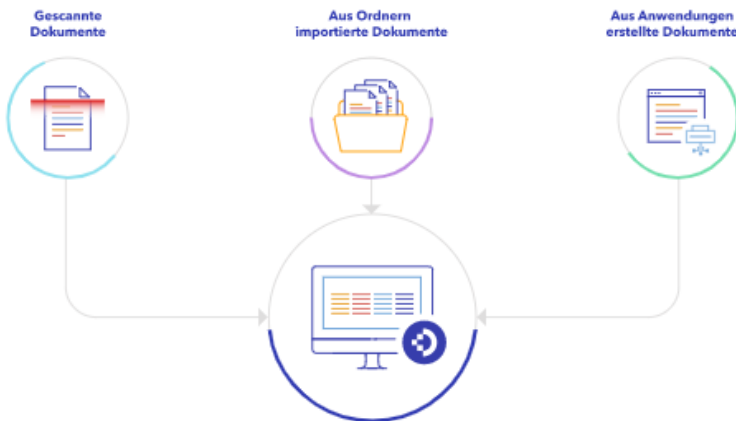 Gescannte
Dokumente
Aus Ordnern
importierte Dokumente
Aus Anwendungen
erstellte Dokumente